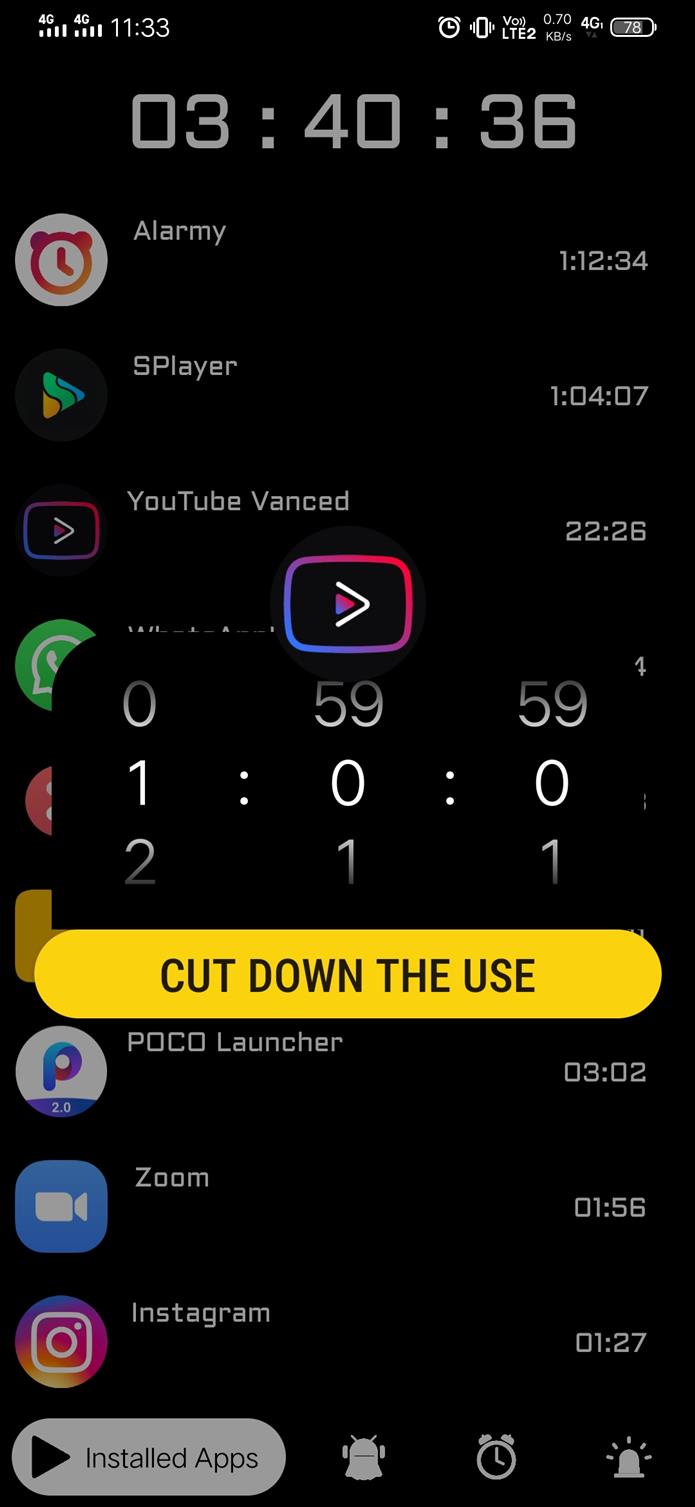 4G 4G 11:33 Vo)) LTE2 0.70 KB/s 4G 78
03 : 40 : 36
Alarmy
1:12:34
SPlayer
1:04:07
YouTube Vanced
22:26
4
0 59 59
1 : 0 : 0
2 1 1
CUT DOWN THE USE
POCO Launcher
2.0
03:02
Zoom
01:56
Instagram
01:27
Installed Apps